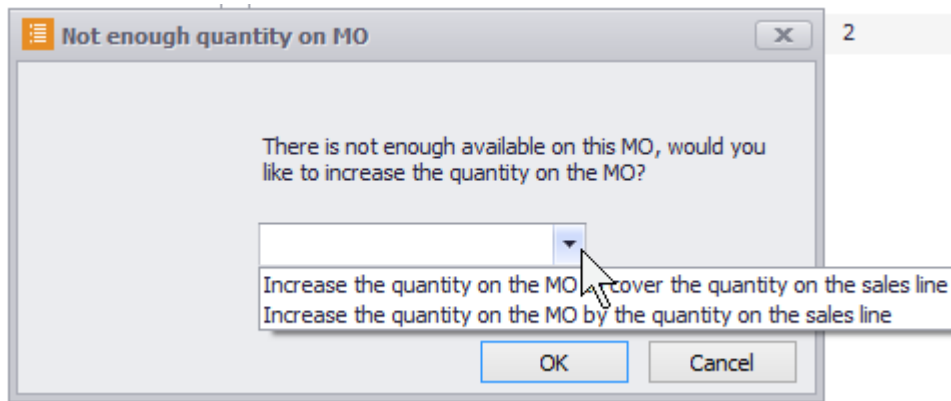 Not enough quantity on MO
2
There is not enough available on this MO, would you
like to increase the quantity on the MO?
Increase the quantity on the MO cover the quantity on the sales line
Increase the quantity on the MO by the quantity on the sales line
OK
Cancel